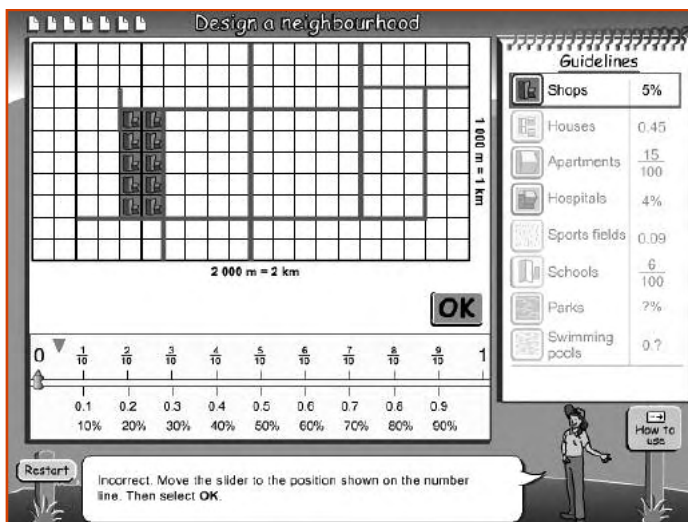 Design a neighbourhood
Guidelines
Shops 5%
Houses 0.45
Apartments 15/100
Hospitals 4%
Sports fields 0.09
Schools 6/100
Parks ?%
Swimming pools 0.?
1 000 m = 1 km
2 000 m = 2 km
OK
0 1/10 2/10 3/10 4/10 5/10 6/10 7/10 8/10 9/10 1
0.1 0.2 0.3 0.4 0.5 0.6 0.7 0.8 0.9
10% 20% 30% 40% 50% 60% 70% 80% 90%
How to
use
Restart
Incorrect. Move the slider to the position shown on the number
line. Then select OK.